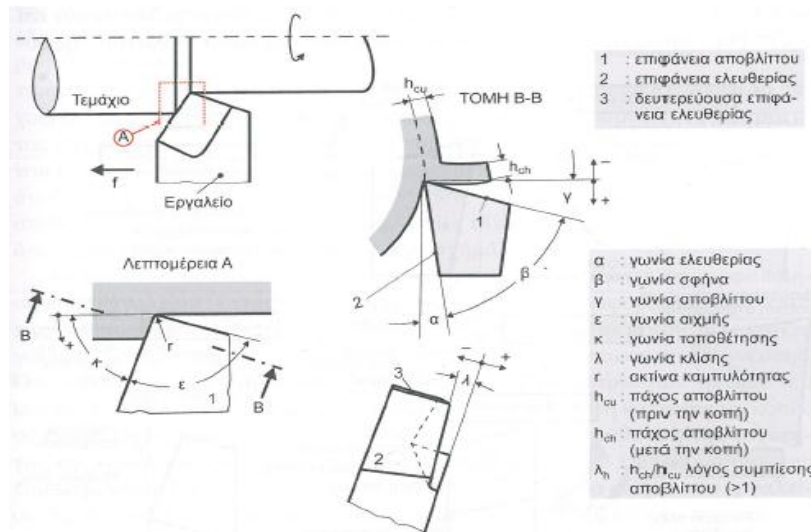 Τεμάχιο
A
f
Εργαλείο
Λεπτομέρεια A
B
κ
r
ε
1
B
h_cu
ΤΟΜΗ B-B
h_ch
−
+
γ
1
β
2
α
3
−
+
λ
2
1 : επιφάνεια αποβλίττου
2 : επιφάνεια ελευθερίας
3 : δευτερεύουσα επιφά-
νεια ελευθερίας
α : γωνία ελευθερίας
β : γωνία σφήνα
γ : γωνία αποβλίττου
ε : γωνία αιχμής
κ : γωνία τοποθέτησης
λ : γωνία κλίσης
r : ακτίνα καμπυλότητας
h_cu : πάχος αποβλίττου
(πριν την κοπή)
h_ch : πάχος αποβλίττου
(μετά την κοπή)
λ_h : h_ch/h_cu λόγος συμπίεσης
αποβλίττου (>1)